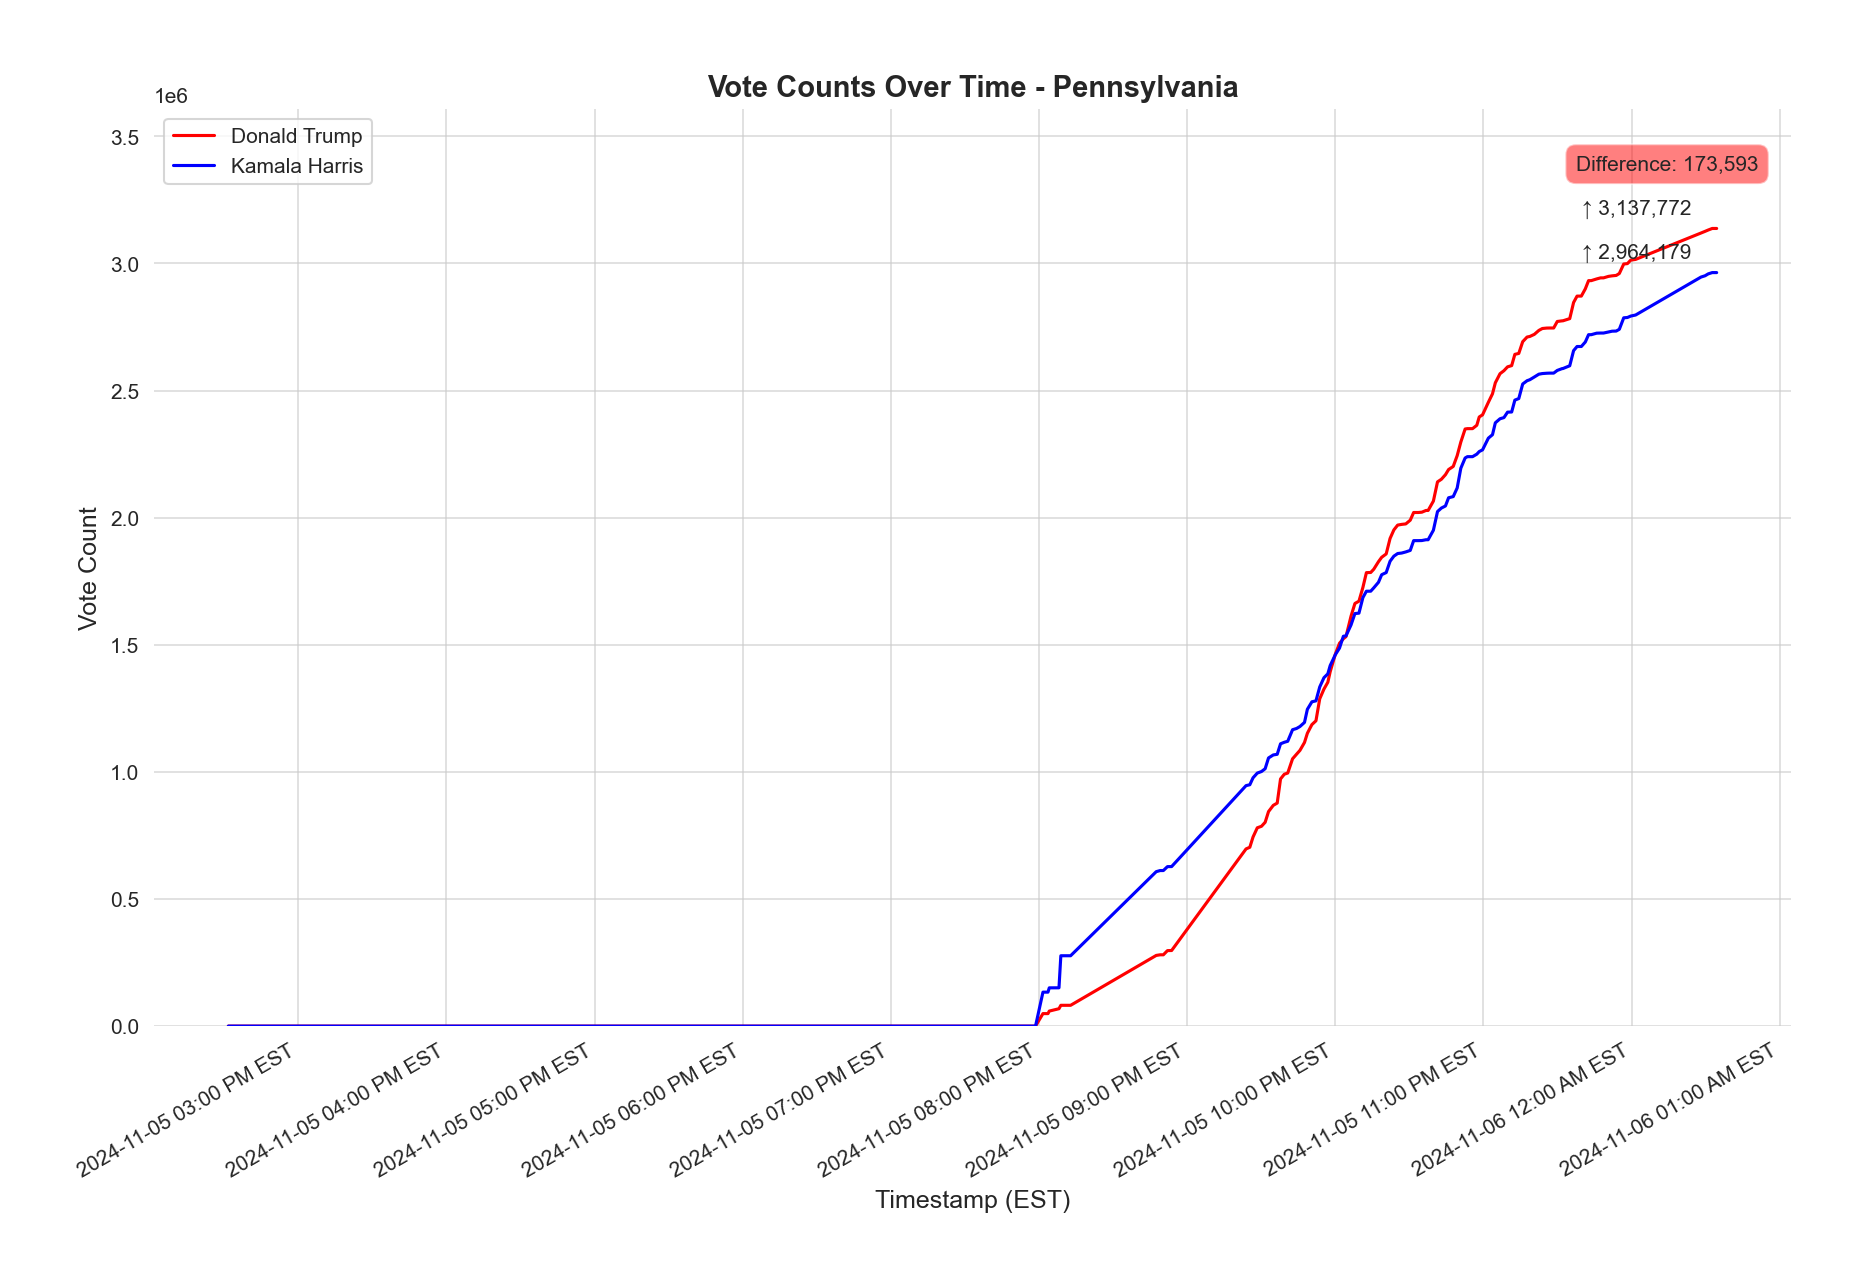 Vote Counts Over Time - Pennsylvania
1e6
Donald Trump
Kamala Harris
Difference: 173,593
↑ 3,137,772
↑ 2,964,179
Vote Count
3.5
3.0
2.5
2.0
1.5
1.0
0.5
0.0
2024-11-05 03:00 PM EST
2024-11-05 04:00 PM EST
2024-11-05 05:00 PM EST
2024-11-05 06:00 PM EST
2024-11-05 07:00 PM EST
2024-11-05 08:00 PM EST
2024-11-05 09:00 PM EST
2024-11-05 10:00 PM EST
2024-11-05 11:00 PM EST
2024-11-06 12:00 AM EST
2024-11-06 01:00 AM EST
Timestamp (EST)